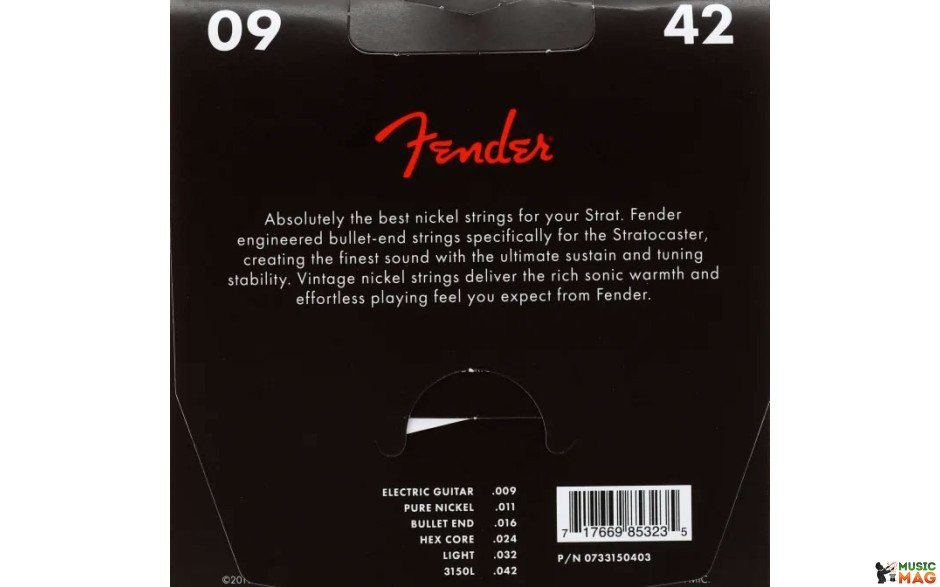 09 42
Fender
Absolutely the best nickel strings for your Strat. Fender
engineered bullet-end strings specifically for the Stratocaster,
creating the finest sound with the ultimate sustain and tuning
stability. Vintage nickel strings deliver the rich sonic warmth and
effortless playing feel you expect from Fender.
ELECTRIC GUITAR .009
PURE NICKEL .011
BULLET END .016
HEX CORE .024
LIGHT .032
3150L .042
7 17669 85323 5
P/N 0733150403
MUSIC
MAG